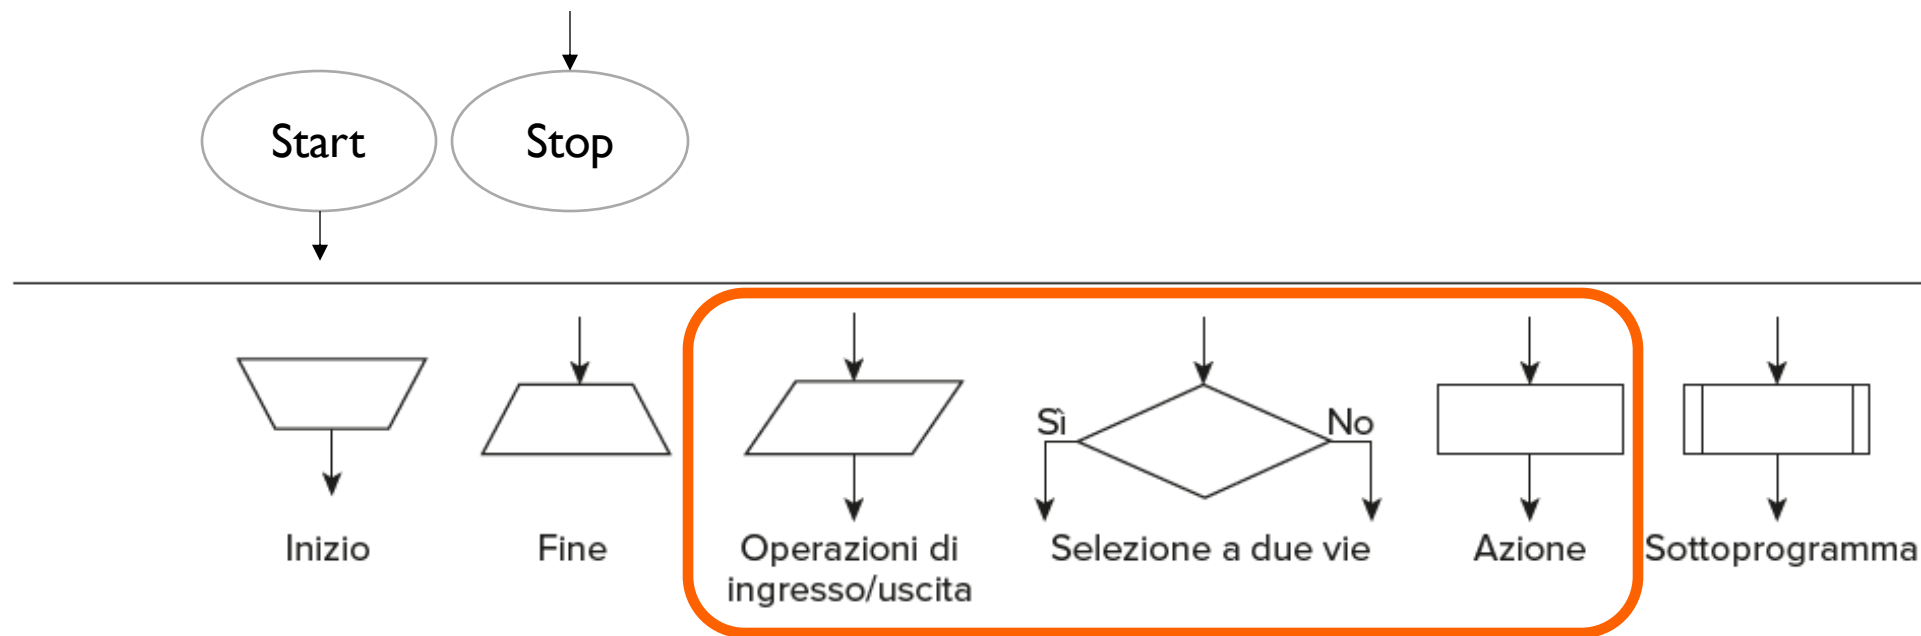 Start
Stop
Sì
No
Inizio
Fine
Operazioni di
ingresso/uscita
Selezione a due vie
Azione
Sottoprogramma